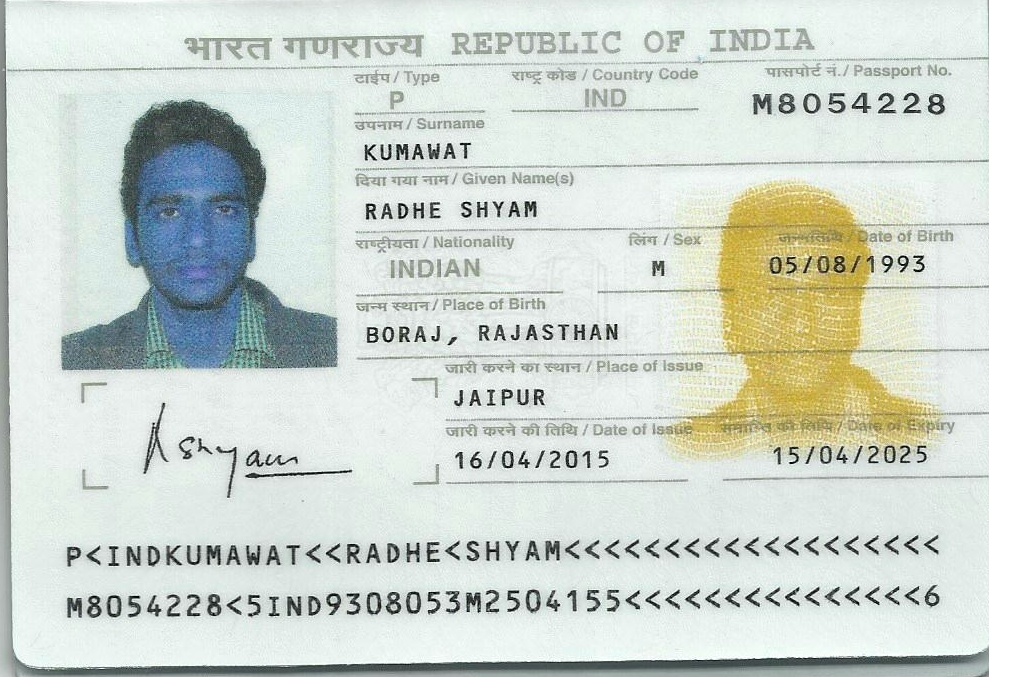 भारत गणराज्य REPUBLIC OF INDIA
टाईप / Type राष्ट्र कोड / Country Code पासपोर्ट नं. / Passport No.
P IND M8054228
उपनाम / Surname
KUMAWAT
दिया गया नाम / Given Name(s)
RADHE SHYAM
राष्ट्रीयता / Nationality लिंग / Sex जन्मतिथि / Date of Birth
INDIAN M 05/08/1993
जन्म स्थान / Place of Birth
BORAJ, RAJASTHAN
जारी करने का स्थान / Place of Issue
JAIPUR
जारी करने की तिथि / Date of Issue समाप्ति की तिथि / Date of Expiry
16/04/2015 15/04/2025
Rshyam
P<INDKUMAWAT<<RADHE<SHYAM<<<<<<<<<<<<<<<<<<<
M8054228<5IND9308053M2504155<<<<<<<<<<<<<<<6